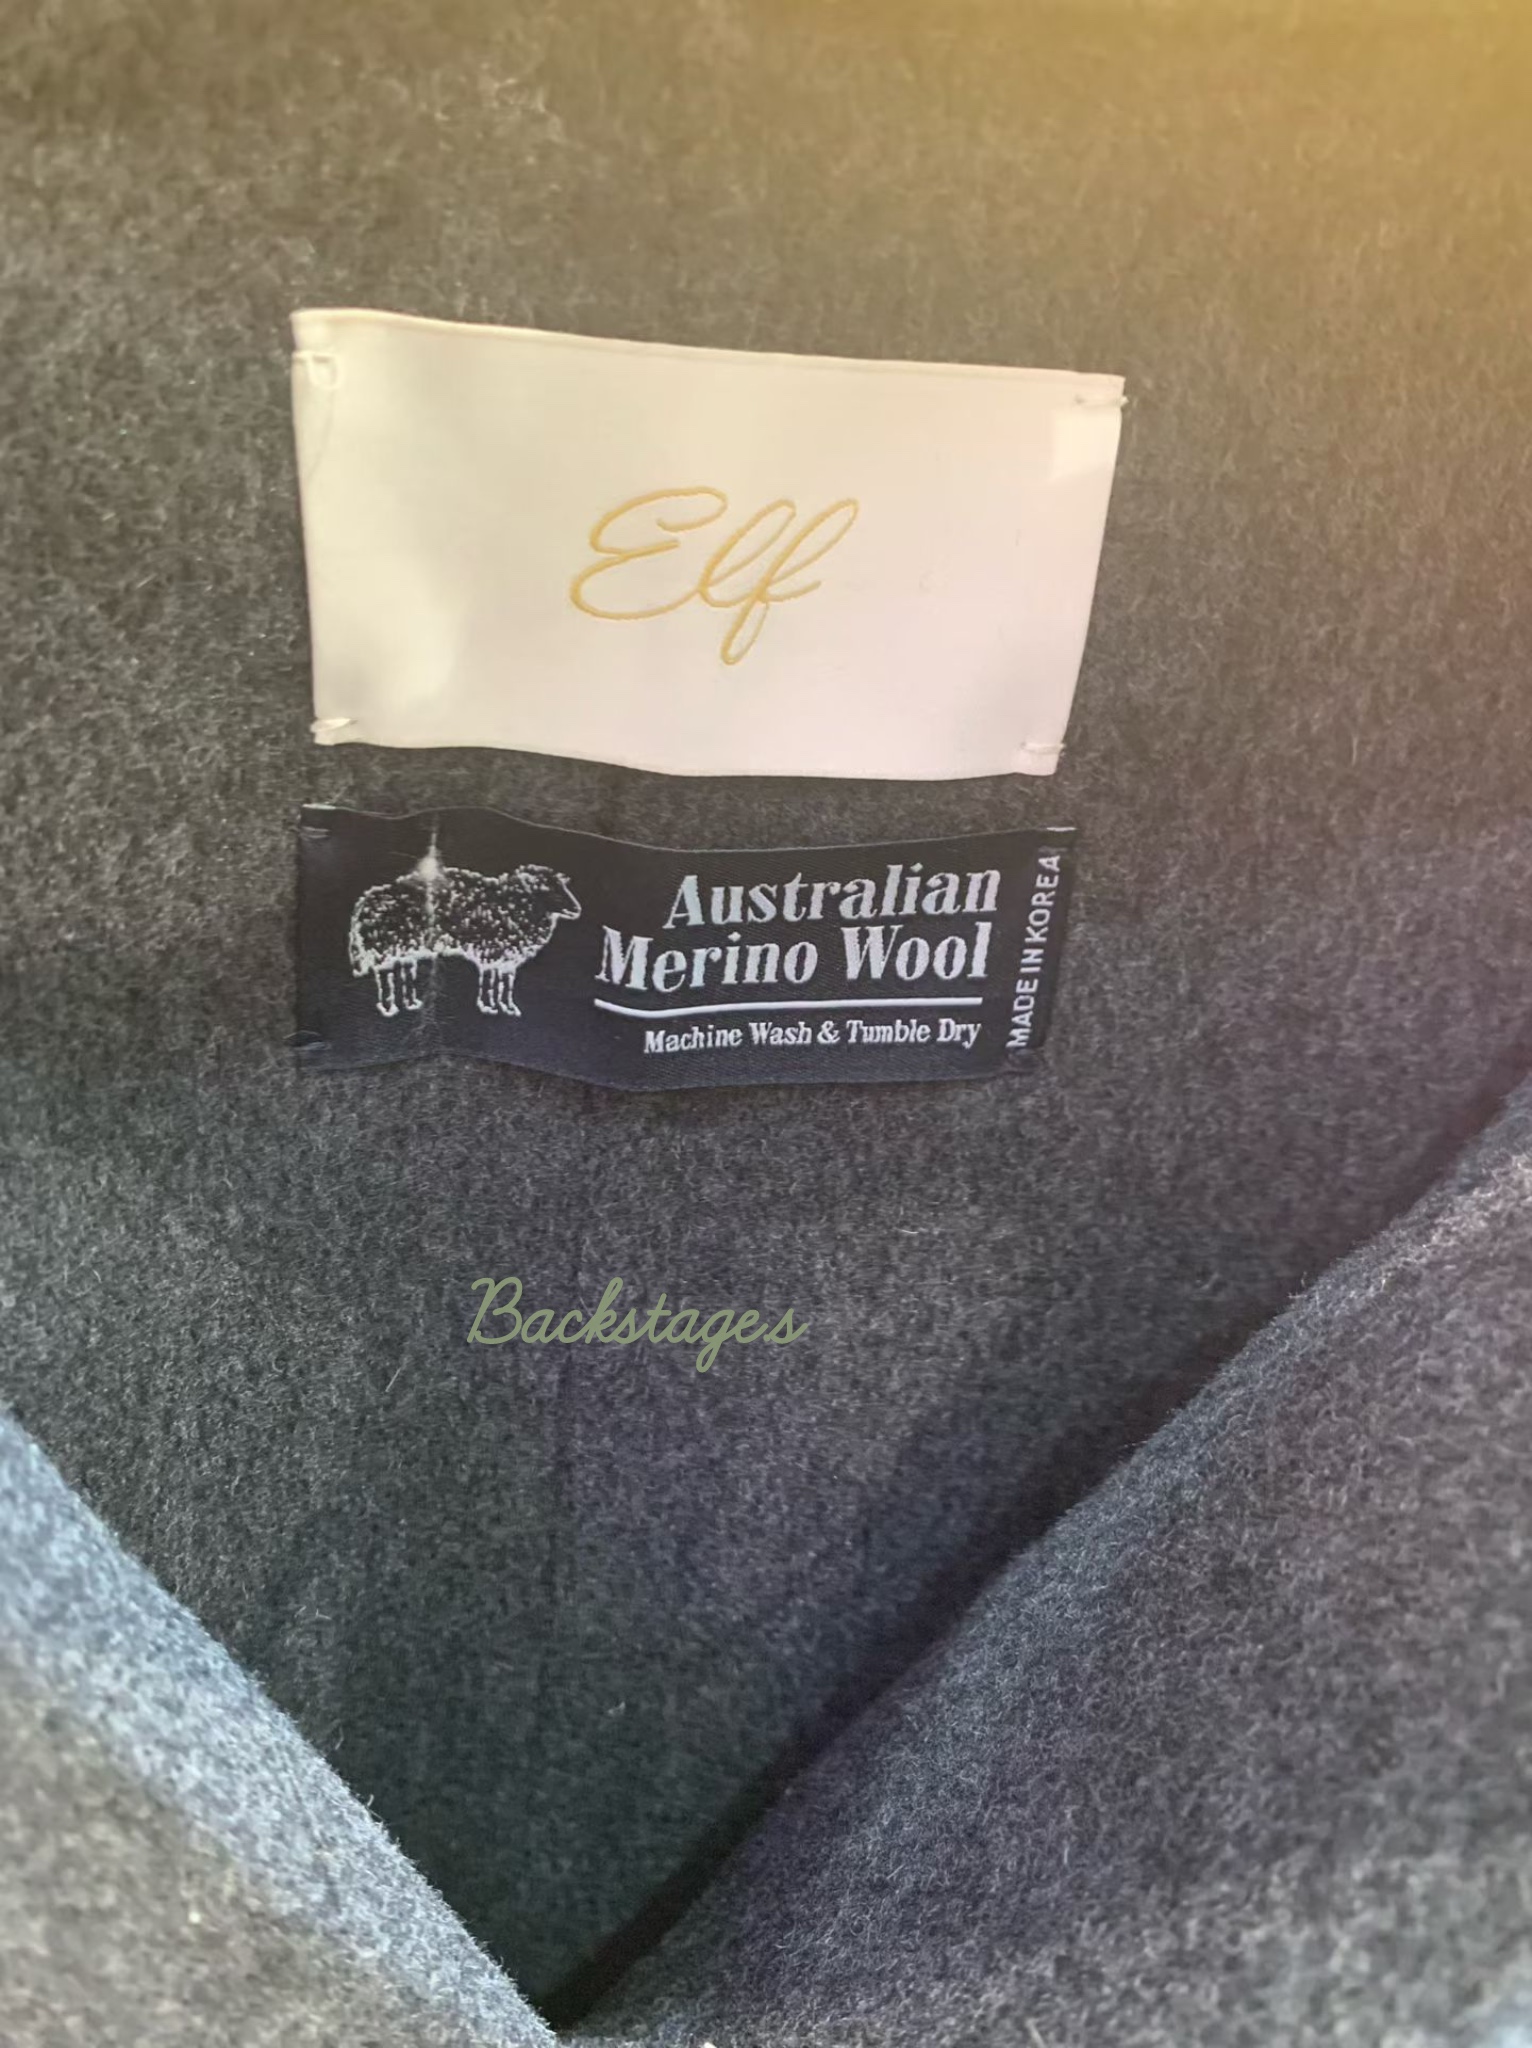 Elf
Australian
Merino Wool
Machine Wash & Tumble Dry
MADE IN KOREA
Backstages